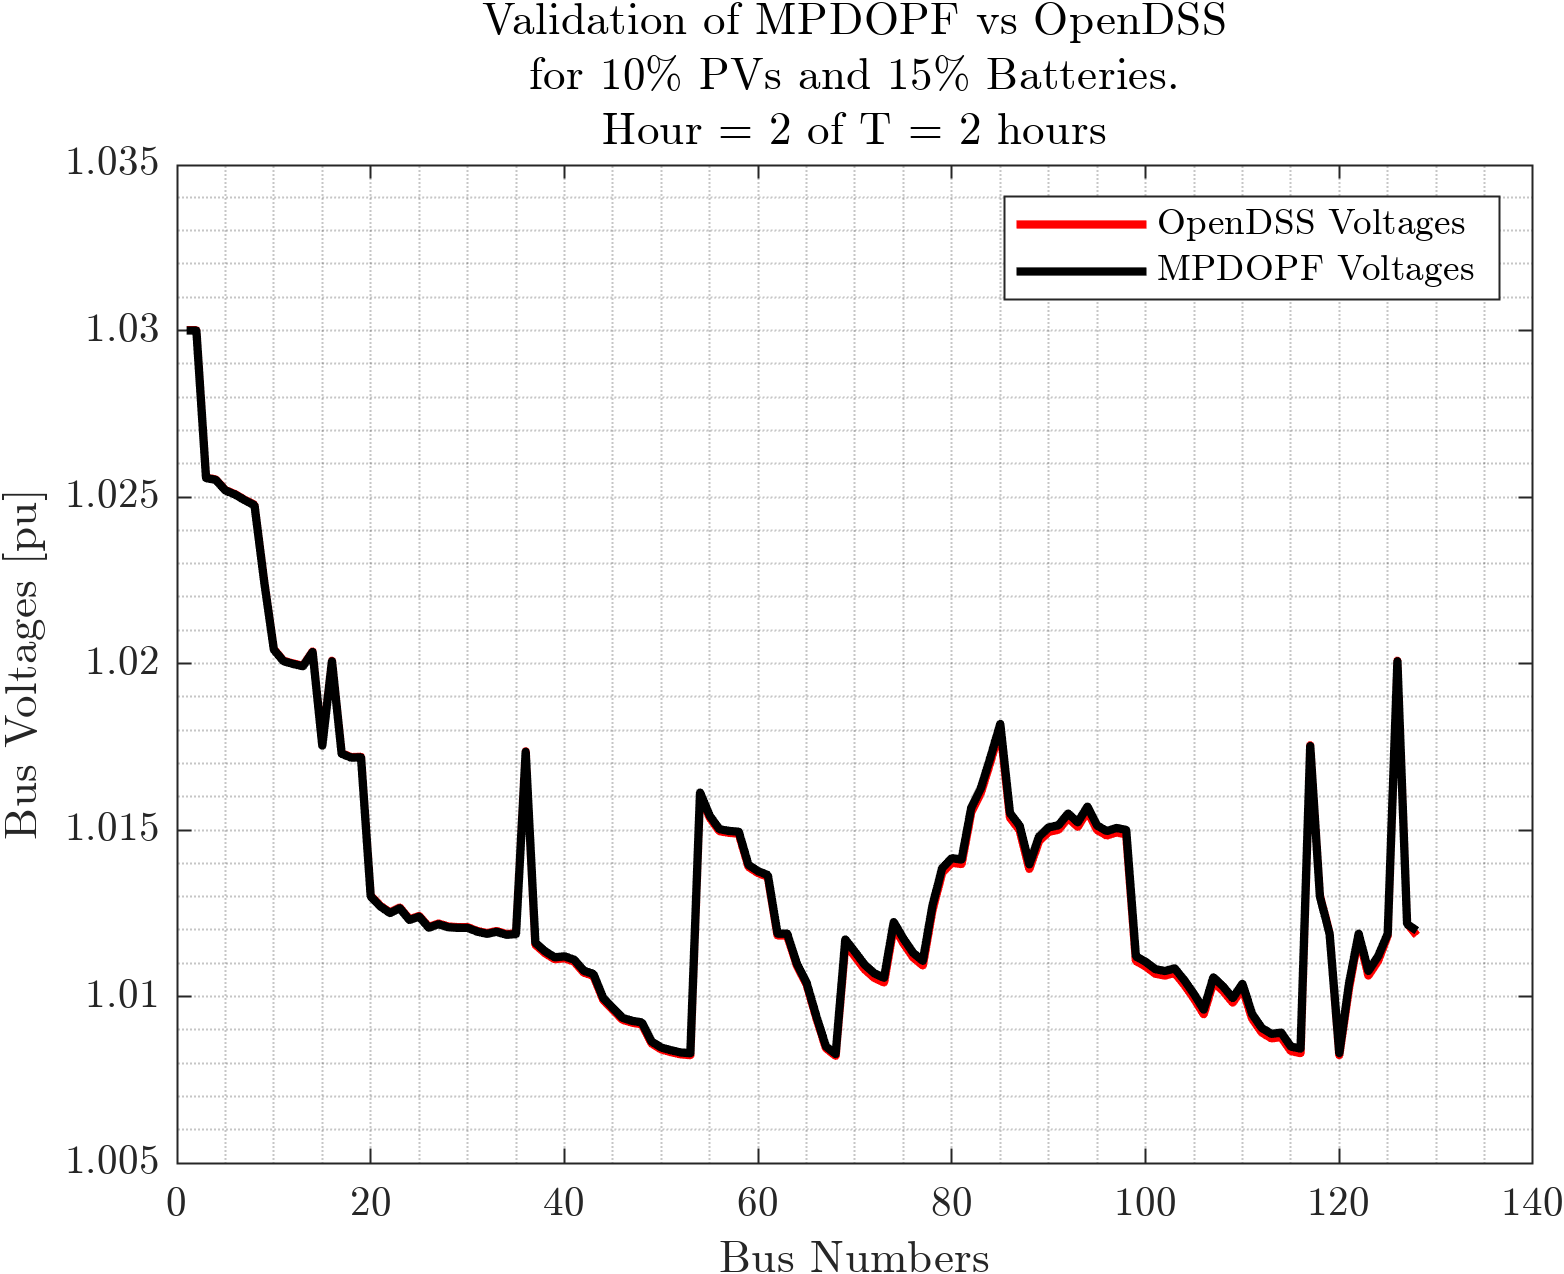 Validation of MPDOPF vs OpenDSS
for 10% PVs and 15% Batteries.
Hour = 2 of T = 2 hours
OpenDSS Voltages
MPDOPF Voltages
Bus Voltages [pu]
1.035
1.03
1.025
1.02
1.015
1.01
1.005
0 20 40 60 80 100 120 140
Bus Numbers